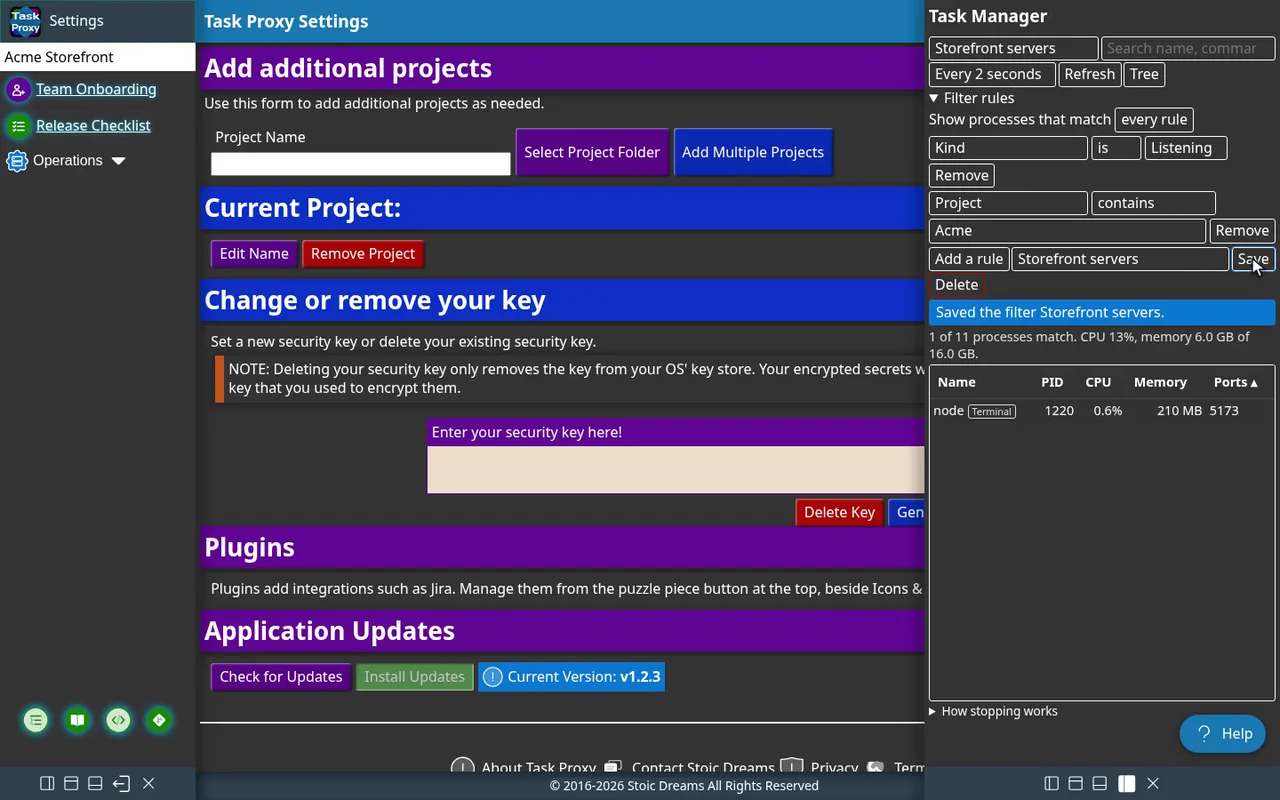 Task Proxy
Settings
Acme Storefront
Team Onboarding
Release Checklist
Operations
Task Proxy Settings
Add additional projects
Use this form to add additional projects as needed.
Project Name
Select Project Folder
Add Multiple Projects
Current Project:
Edit Name
Remove Project
Change or remove your key
Set a new security key or delete your existing security key.
NOTE: Deleting your security key only removes the key from your OS' key store. Your encrypted secrets
key that you used to encrypt them.
Enter your security key here!
Delete Key
Gen
Plugins
Plugins add integrations such as Jira. Manage them from the puzzle piece button at the top, beside Icons &
Application Updates
Check for Updates
Install Updates
Current Version: v1.2.3
About Task Proxy
Contact Stoic Dreams
Privacy
Term
© 2016-2026 Stoic Dreams All Rights Reserved
Task Manager
Storefront servers
Search name, commar
Every 2 seconds
Refresh
Tree
Filter rules
Show processes that match every rule
Kind
is
Listening
Remove
Project
contains
Acme
Remove
Add a rule
Storefront servers
Save
Delete
Saved the filter Storefront servers.
1 of 11 processes match. CPU 13%, memory 6.0 GB of
16.0 GB.
Name PID CPU Memory Ports
node Terminal 1220 0.6% 210 MB 5173
How stopping works
Help